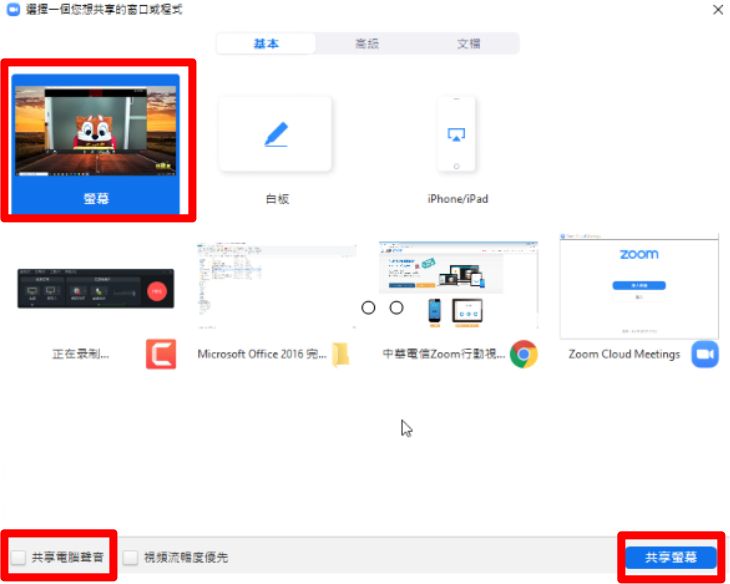 選擇一個您想共享的窗口或程式
基本 高級 文檔
螢幕 白板 iPhone/iPad
zoom
正在录制... Microsoft Office 2016 完... 中華電信Zoom行動視... Zoom Cloud Meetings
共享電腦聲音 視頻流暢度優先 共享螢幕